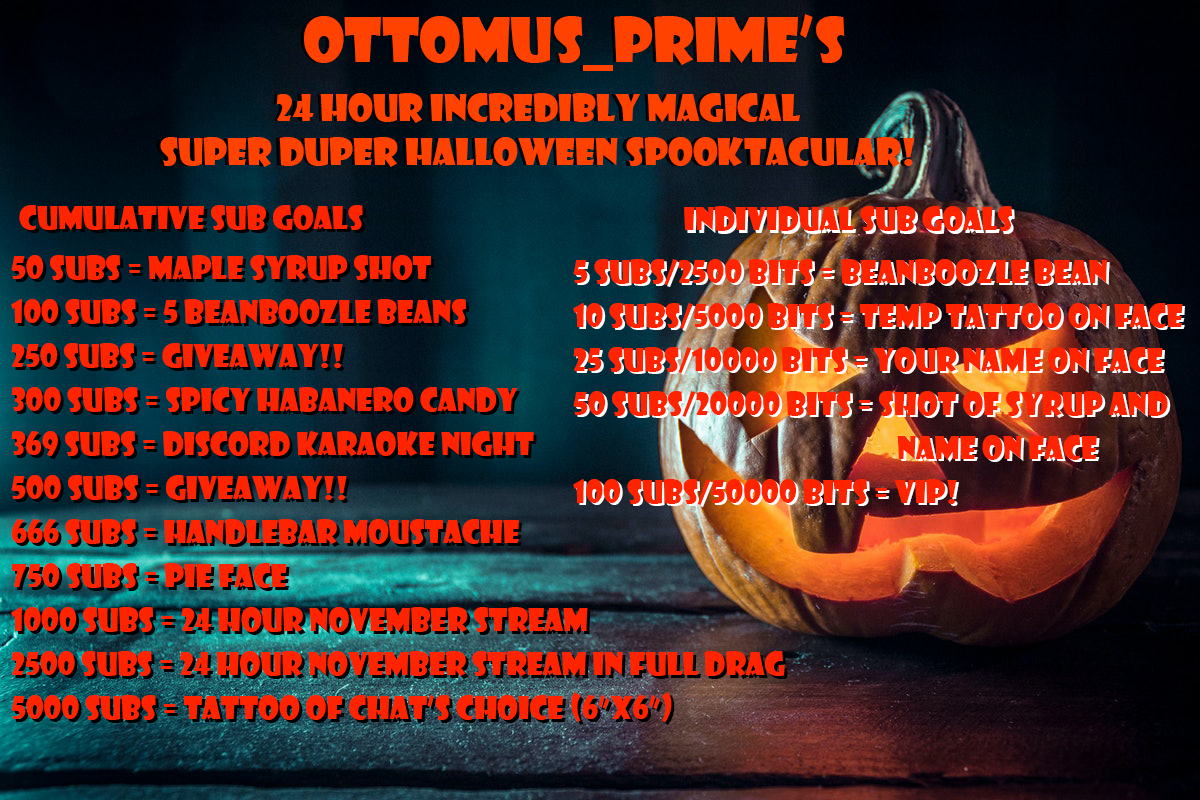 OTTOMUS_PRIME'S
24 HOUR INCREDIBLY MAGICAL
SUPER DUPER HALLOWEEN SPOOKTACULAR!
CUMULATIVE SUB GOALS
50 SUBS = MAPLE SYRUP SHOT
100 SUBS = 5 BEANBOOZLE BEANS
250 SUBS = GIVEAWAY!!
300 SUBS = SPICY HABANERO CANDY
369 SUBS = DISCORD KARAOKE NIGHT
500 SUBS = GIVEAWAY!!
666 SUBS = HANDLEBAR MOUSTACHE
750 SUBS = PIE FACE
1000 SUBS = 24 HOUR NOVEMBER STREAM
2500 SUBS = 24 HOUR NOVEMBER STREAM IN FULL DRAG
5000 SUBS = TATTOO OF CHAT'S CHOICE (6"X6")
INDIVIDUAL SUB GOALS
5 SUBS/2500 BITS = BEANBOOZLE BEAN
10 SUBS/5000 BITS = TEMP TATTOO ON FACE
25 SUBS/10000 BITS = YOUR NAME ON FACE
50 SUBS/20000 BITS = SHOT OF SYRUP AND
NAME ON FACE
100 SUBS/50000 BITS = VIP!